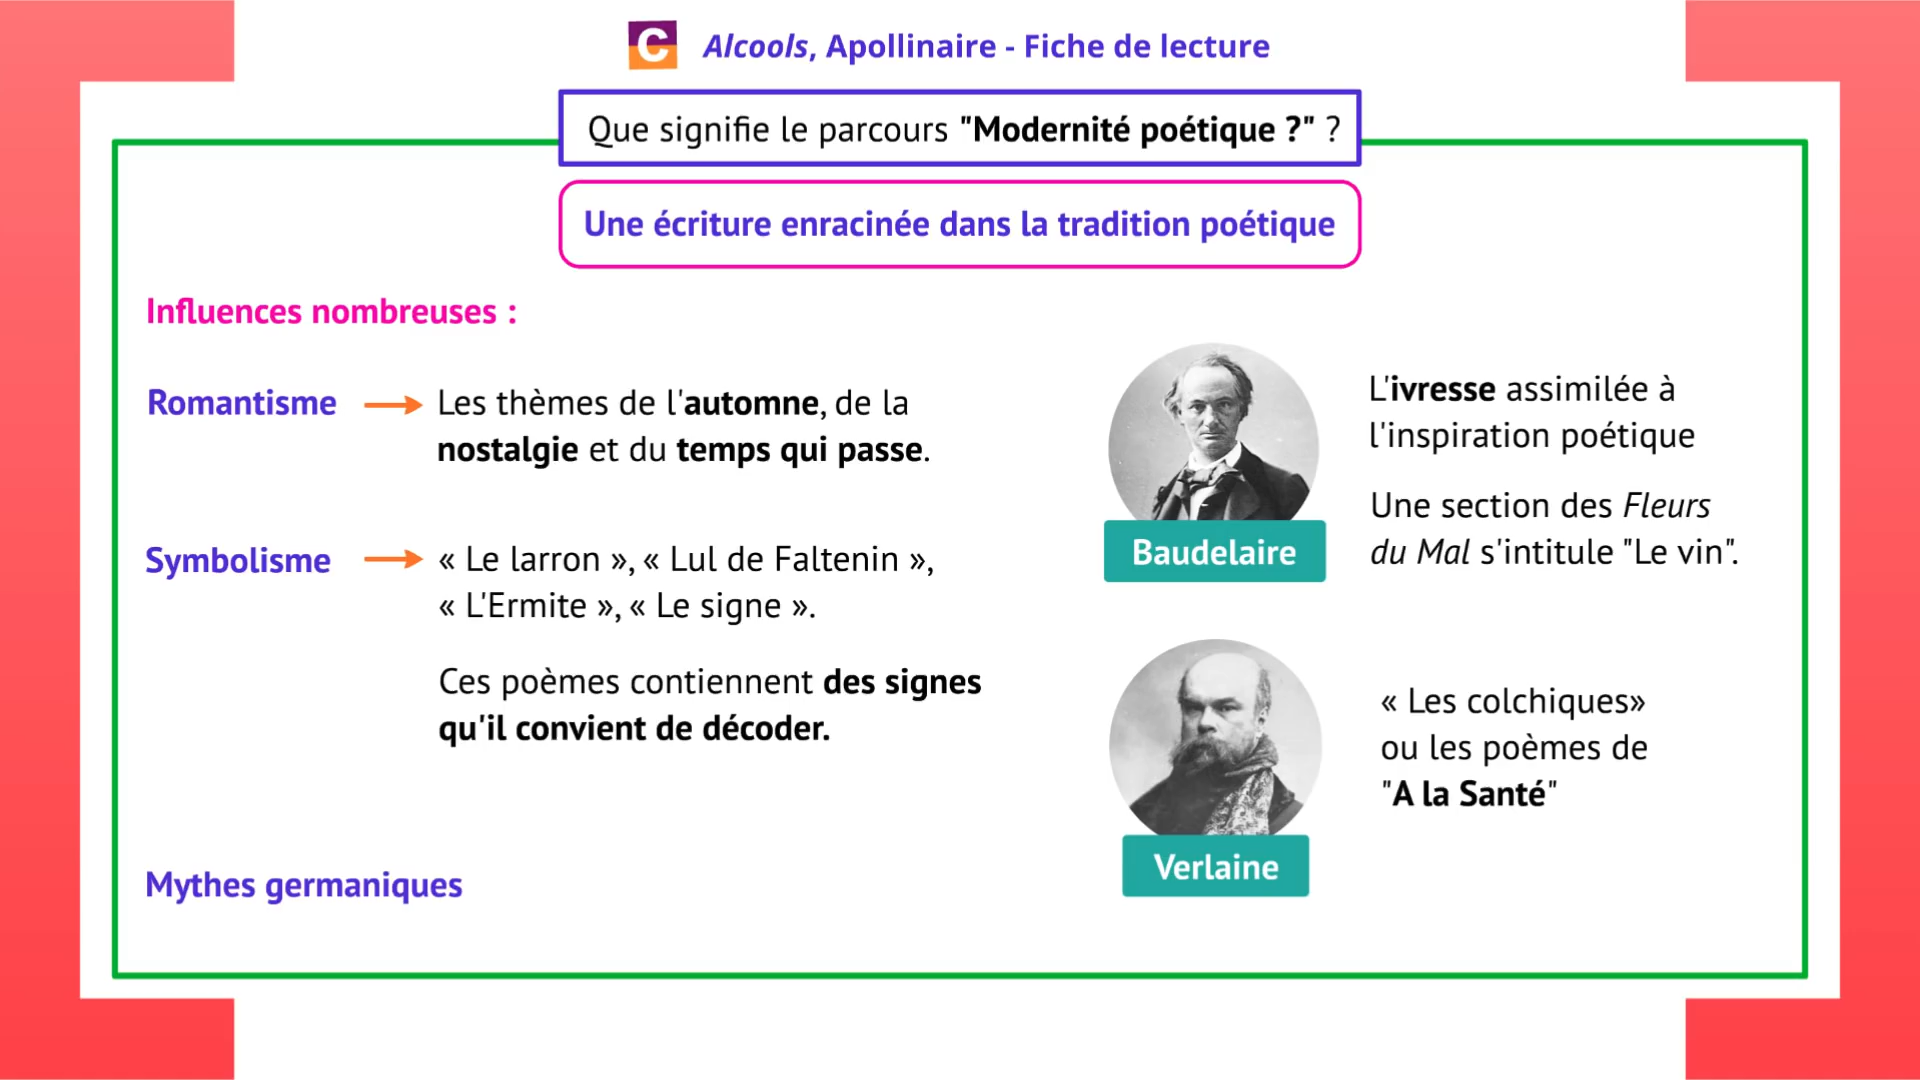 C
Alcools, Apollinaire - Fiche de lecture
Que signifie le parcours "Modernité poétique ?" ?
Une écriture enracinée dans la tradition poétique
Influences nombreuses :
Romantisme
Les thèmes de l'automne, de la
nostalgie et du temps qui passe.
Symbolisme
« Le larron », « Lul de Faltenin »,
« L'Ermite », « Le signe ».
Ces poèmes contiennent des signes
qu'il convient de décoder.
Mythes germaniques
Baudelaire
L'ivresse assimilée à
l'inspiration poétique
Une section des Fleurs
du Mal s'intitule "Le vin".
Verlaine
« Les colchiques»
ou les poèmes de
"A la Santé"